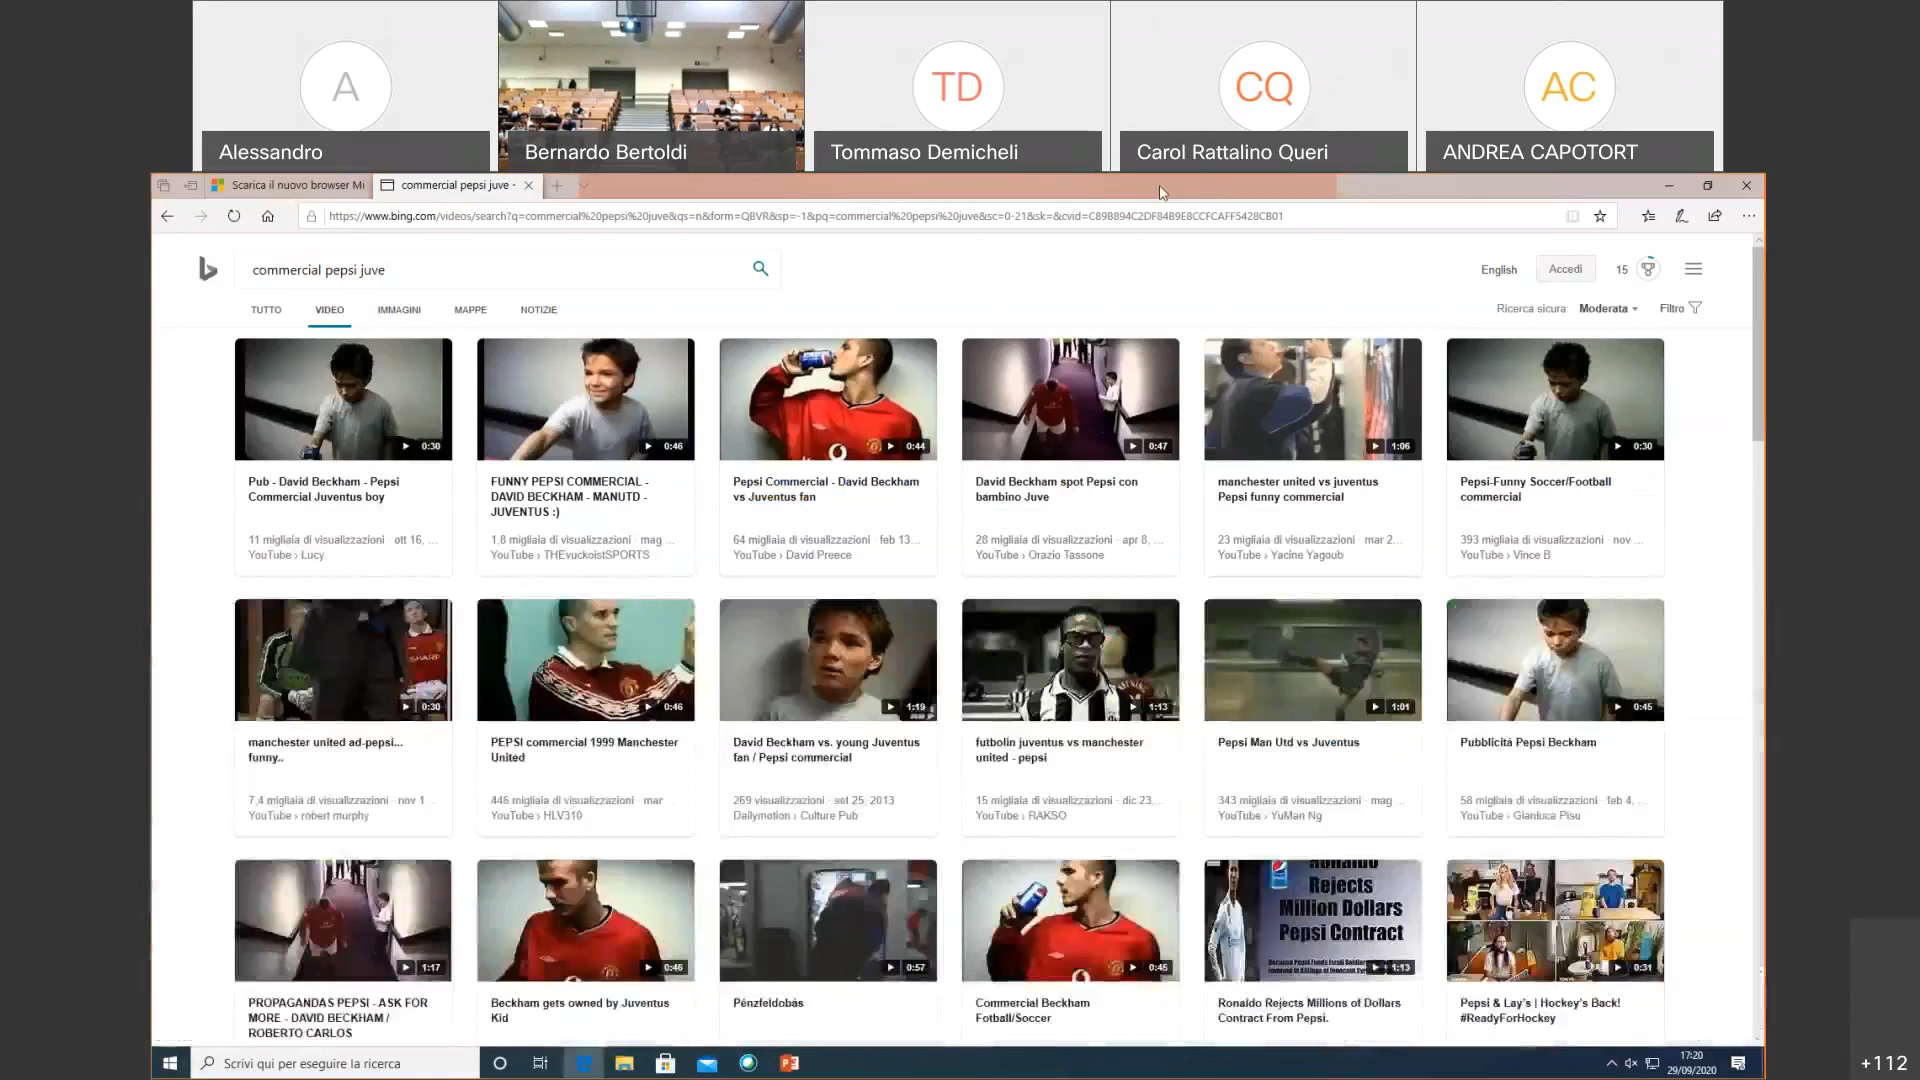 A
TD
CQ
AC
Alessandro
Bernardo Bertoldi
Tommaso Demicheli
Carol Rattalino Queri
ANDREA CAPOTORT
Scarica il nuovo browser Mi
commercial pepsi juve -
https://www.bing.com/videos/search?q=commercial%20pepsi%20juve&qs=n&form=QBVR&sp=-1&pq=commercial%20pepsi%20juve&sc=0-21&sk=&cvid=C89B894C2DF84B9E8CCFCAFF5428CB01
commercial pepsi juve
English
Accedi
15
TUTTO
VIDEO
IMMAGINI
MAPPE
NOTIZIE
Ricerca sicura: Moderata
Filtro
0:30
0:46
0:44
0:47
1:06
0:30
Pub - David Beckham - Pepsi
Commercial Juventus boy
11 migliaia di visualizzazioni · ott 16, ...
YouTube › Lucy
FUNNY PEPSI COMMERCIAL -
DAVID BECKHAM - MANUTD -
JUVENTUS :)
1.8 migliaia di visualizzazioni · mag ...
YouTube › THEvuckoistSPORTS
Pepsi Commercial - David Beckham
vs Juventus fan
64 migliaia di visualizzazioni · feb 13...
YouTube › David Preece
David Beckham spot Pepsi con
bambino Juve
28 migliaia di visualizzazioni · apr 8, ...
YouTube › Orazio Tassone
manchester united vs juventus
Pepsi funny commercial
23 migliaia di visualizzazioni · mar 2...
YouTube › Yacine Yagoub
Pepsi-Funny Soccer/Football
commercial
393 migliaia di visualizzazioni · nov ...
YouTube › Vince B
SHARP
0:30
0:46
1:19
1:13
1:01
0:45
manchester united ad-pepsi...
funny..
7,4 migliaia di visualizzazioni · nov 1...
YouTube › robert murphy
PEPSI commercial 1999 Manchester
United
446 migliaia di visualizzazioni · mar ...
YouTube › HLV310
David Beckham vs. young Juventus
fan / Pepsi commercial
269 visualizzazioni · set 25, 2013
Dailymotion › Culture Pub
futbolin juventus vs manchester
united - pepsi
15 migliaia di visualizzazioni · dic 23,...
YouTube › RAKSO
Pepsi Man Utd vs Juventus
343 migliaia di visualizzazioni · mag ...
YouTube › YuMan Ng
Pubblicità Pepsi Beckham
58 migliaia di visualizzazioni · feb 4, ...
YouTube › Gianluca Pisu
Ronaldo
Rejects
Million Dollars
Pepsi Contract
1:17
0:46
0:57
0:45
1:13
0:31
PROPAGANDAS PEPSI - ASK FOR
MORE - DAVID BECKHAM /
ROBERTO CARLOS
Beckham gets owned by Juventus
Kid
Pénzfeldobás
Commercial Beckham
Fotball/Soccer
Ronaldo Rejects Millions of Dollars
Contract From Pepsi.
Pepsi & Lay's | Hockey's Back!
#ReadyForHockey
Scrivi qui per eseguire la ricerca
17:20
29/09/2020
+112